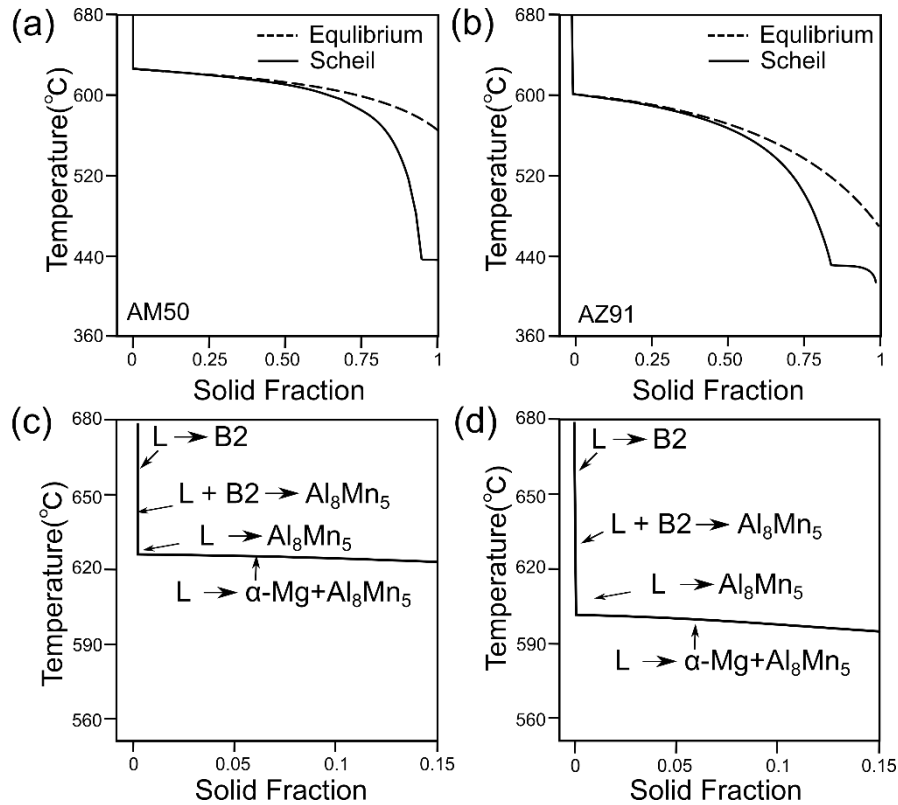 (a)
680
600
520
440
360
Temperature(°C)
Equlibrium
Scheil
AM50
0 0.25 0.50 0.75 1
Solid Fraction
(b)
680
600
520
440
360
Temperature(°C)
Equlibrium
Scheil
AZ91
0 0.25 0.50 0.75 1
Solid Fraction
(c)
680
650
620
590
560
Temperature(°C)
L → B2
L + B2 → Al₈Mn₅
L → Al₈Mn₅
L → α-Mg+Al₈Mn₅
0 0.05 0.1 0.15
Solid Fraction
(d)
680
650
620
590
560
Temperature(°C)
L → B2
L + B2 → Al₈Mn₅
L → Al₈Mn₅
L → α-Mg+Al₈Mn₅
0 0.05 0.1 0.15
Solid Fraction